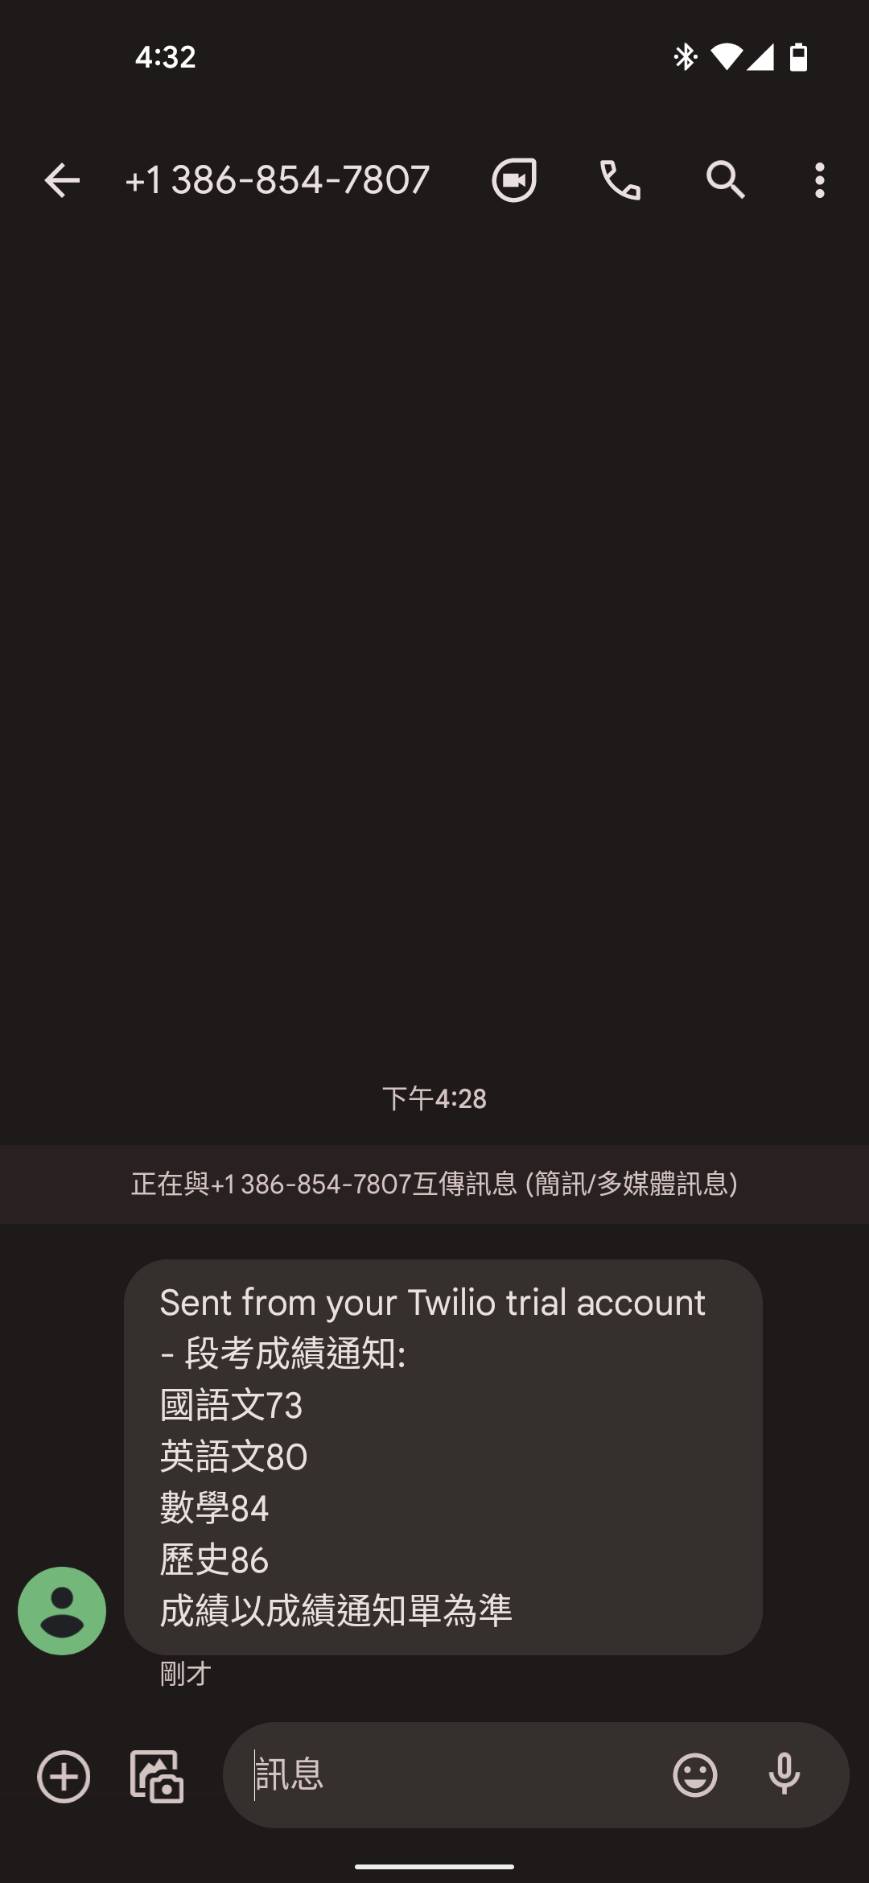 4:32
+1 386-854-7807
下午4:28
正在與+1 386-854-7807互傳訊息 (簡訊/多媒體訊息)
Sent from your Twilio trial account
- 段考成績通知:
國語文73
英語文80
數學84
歷史86
成績以成績通知單為準
剛才
訊息